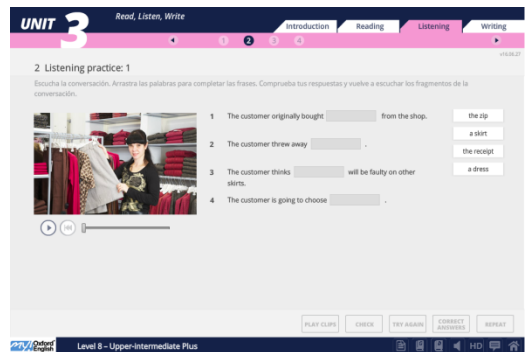 UNIT 3
Read, Listen, Write
Introduction
Reading
Listening
Writing
1
2
3
4
v10.06.27
2 Listening practice: 1
Escucha la conversación. Arrastra las palabras para completar las frases. Comprueba tus respuestas y vuelve a escuchar los fragmentos de la
conversación.
1 The customer originally bought from the shop.
2 The customer threw away .
3 The customer thinks will be faulty on other
skirts.
4 The customer is going to choose .
the zip
a skirt
the receipt
a dress
PLAY CLIPS
CHECK
TRY AGAIN
CORRECT
ANSWERS
REPEAT
My Oxford
English
Level 8 – Upper-intermediate Plus
HD